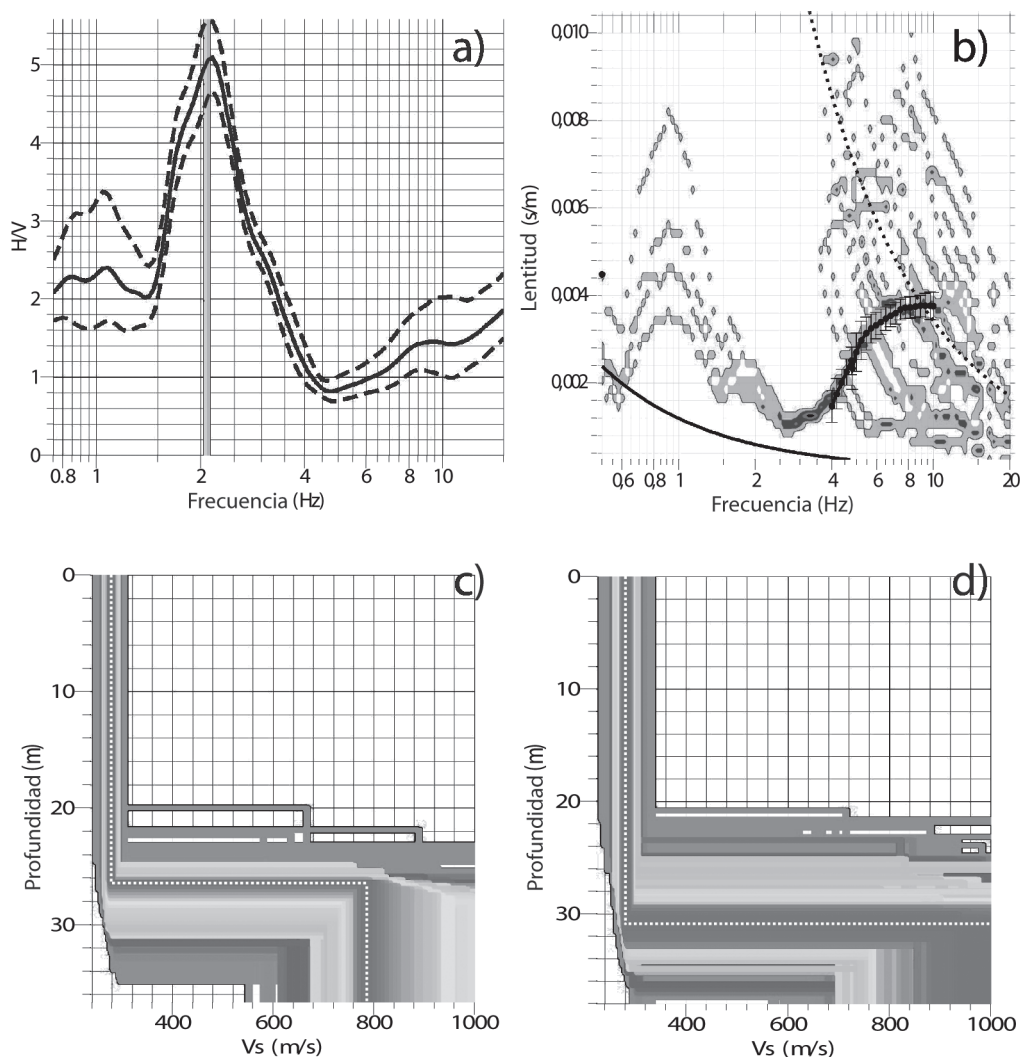 a)
5
4
3
2
1
0
H/V
0.8 1 2 4 6 8 10
Frecuencia (Hz)
b)
0,010
0,008
0,006
0,004
0,002
Lentitud (s/m)
0,6 0,8 1 2 4 6 8 10 20
Frecuencia (Hz)
c)
0
10
20
30
Profundidad (m)
400 600 800 1000
Vs (m/s)
d)
0
10
20
30
Profundidad (m)
400 600 800 1000
Vs (m/s)